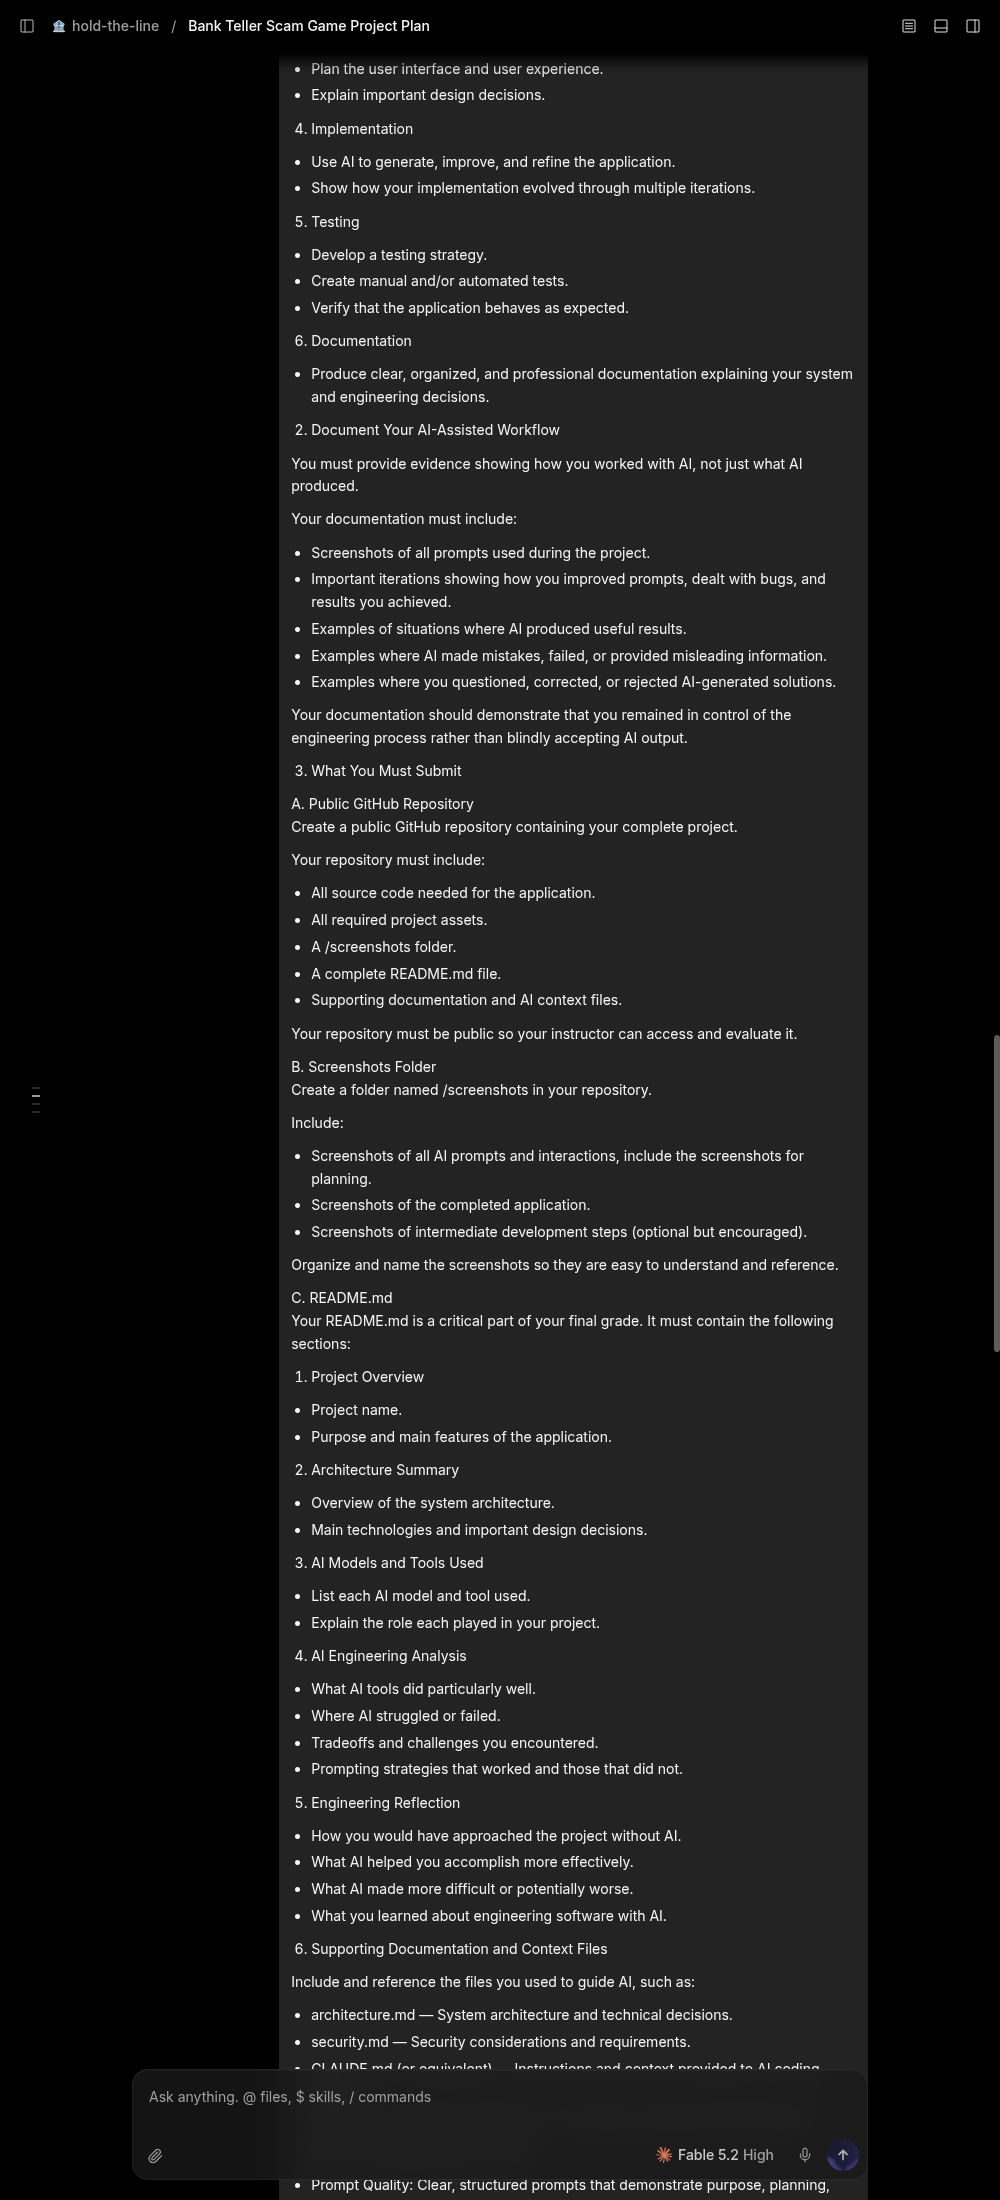 hold-the-line / Bank Teller Scam Game Project Plan
• Plan the user interface and user experience.
• Explain important design decisions.
4. Implementation
• Use AI to generate, improve, and refine the application.
• Show how your implementation evolved through multiple iterations.
5. Testing
• Develop a testing strategy.
• Create manual and/or automated tests.
• Verify that the application behaves as expected.
6. Documentation
• Produce clear, organized, and professional documentation explaining your system
and engineering decisions.
2. Document Your AI-Assisted Workflow
You must provide evidence showing how you worked with AI, not just what AI
produced.
Your documentation must include:
• Screenshots of all prompts used during the project.
• Important iterations showing how you improved prompts, dealt with bugs, and
results you achieved.
• Examples of situations where AI produced useful results.
• Examples where AI made mistakes, failed, or provided misleading information.
• Examples where you questioned, corrected, or rejected AI-generated solutions.
Your documentation should demonstrate that you remained in control of the
engineering process rather than blindly accepting AI output.
3. What You Must Submit
A. Public GitHub Repository
Create a public GitHub repository containing your complete project.
Your repository must include:
• All source code needed for the application.
• All required project assets.
• A /screenshots folder.
• A complete README.md file.
• Supporting documentation and AI context files.
Your repository must be public so your instructor can access and evaluate it.
B. Screenshots Folder
Create a folder named /screenshots in your repository.
Include:
• Screenshots of all AI prompts and interactions, include the screenshots for
planning.
• Screenshots of the completed application.
• Screenshots of intermediate development steps (optional but encouraged).
Organize and name the screenshots so they are easy to understand and reference.
C. README.md
Your README.md is a critical part of your final grade. It must contain the following
sections:
1. Project Overview
• Project name.
• Purpose and main features of the application.
2. Architecture Summary
• Overview of the system architecture.
• Main technologies and important design decisions.
3. AI Models and Tools Used
• List each AI model and tool used.
• Explain the role each played in your project.
4. AI Engineering Analysis
• What AI tools did particularly well.
• Where AI struggled or failed.
• Tradeoffs and challenges you encountered.
• Prompting strategies that worked and those that did not.
5. Engineering Reflection
• How you would have approached the project without AI.
• What AI helped you accomplish more effectively.
• What AI made more difficult or potentially worse.
• What you learned about engineering software with AI.
6. Supporting Documentation and Context Files
Include and reference the files you used to guide AI, such as:
• architecture.md — System architecture and technical decisions.
• security.md — Security considerations and requirements.
• CLAUDE.md (or equivalent) — Instructions and context provided to AI coding
Ask anything. @ files, $ skills, / commands
Fable 5.2 High
• Prompt Quality: Clear, structured prompts that demonstrate purpose, planning,